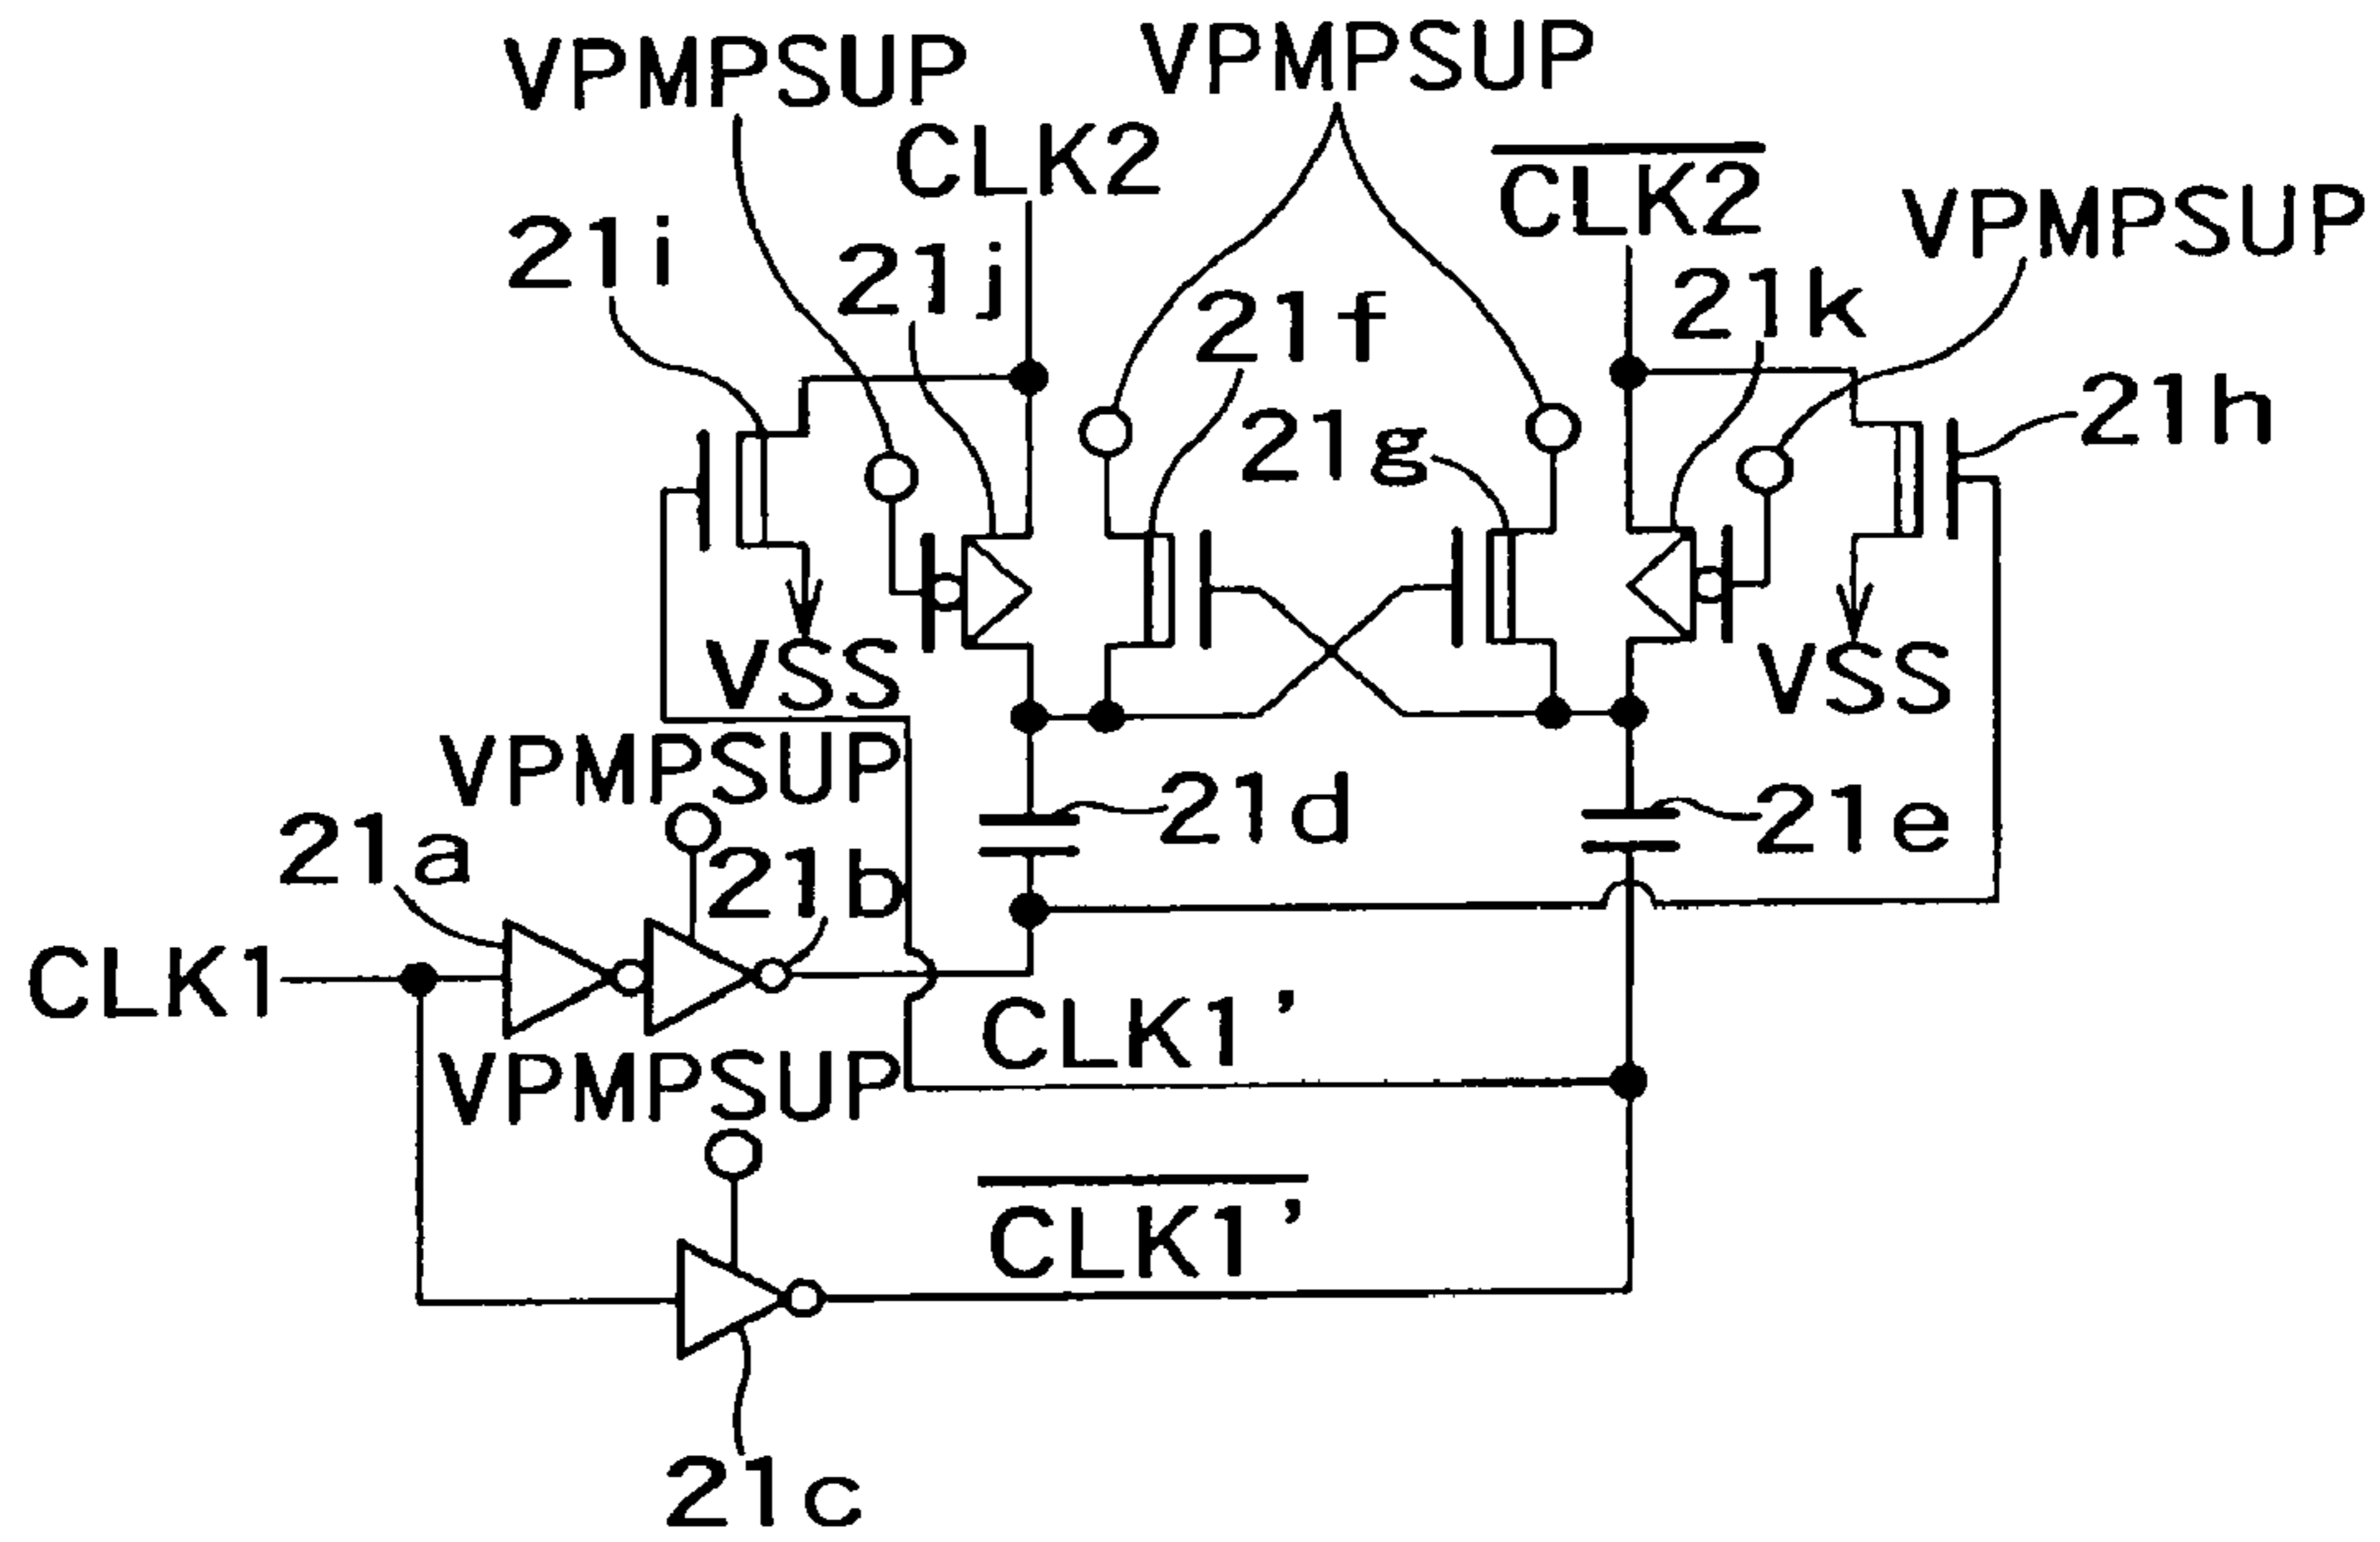 VPMPSUP
VPMPSUP
CLK2
CLK2
VPMPSUP
21i
21j
21f
21k
21g
21h
VSS
VSS
VPMPSUP
21d
21e
21a
21b
CLK1
CLK1'
VPMPSUP
CLK1'
21c